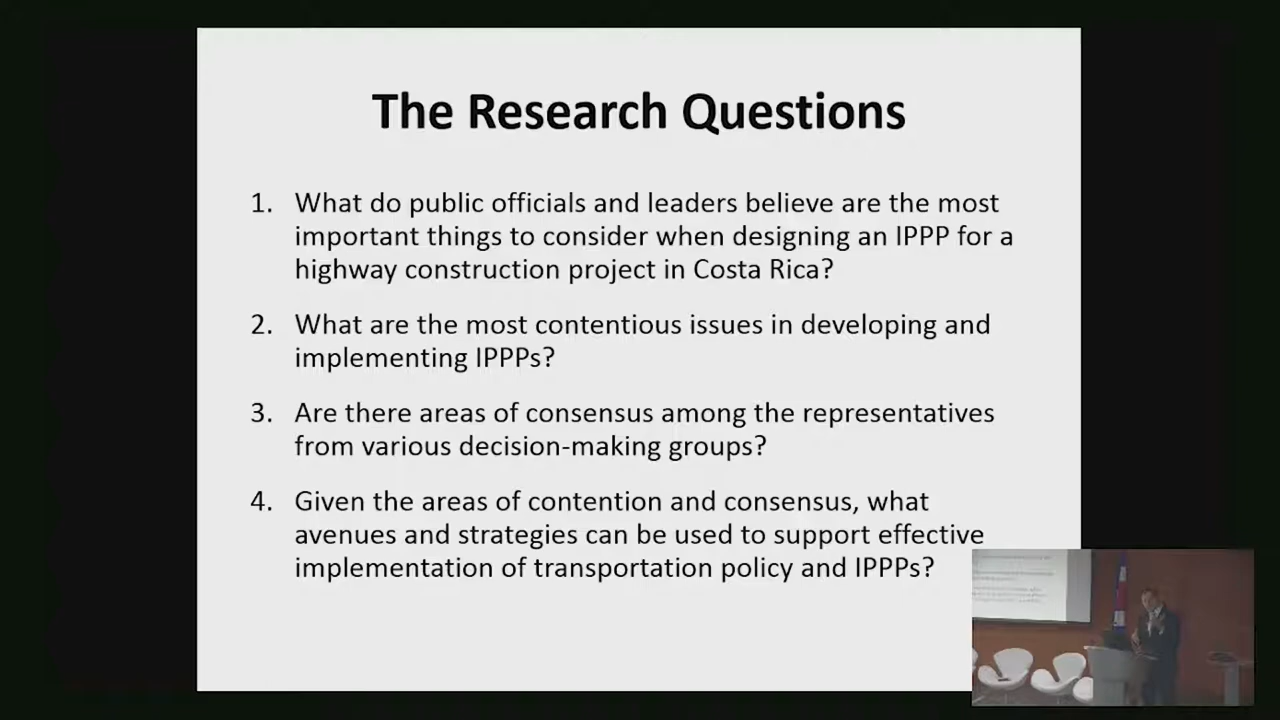 The Research Questions
1. What do public officials and leaders believe are the most
important things to consider when designing an IPPP for a
highway construction project in Costa Rica?
2. What are the most contentious issues in developing and
implementing IPPPs?
3. Are there areas of consensus among the representatives
from various decision-making groups?
4. Given the areas of contention and consensus, what
avenues and strategies can be used to support effective
implementation of transportation policy and IPPPs?